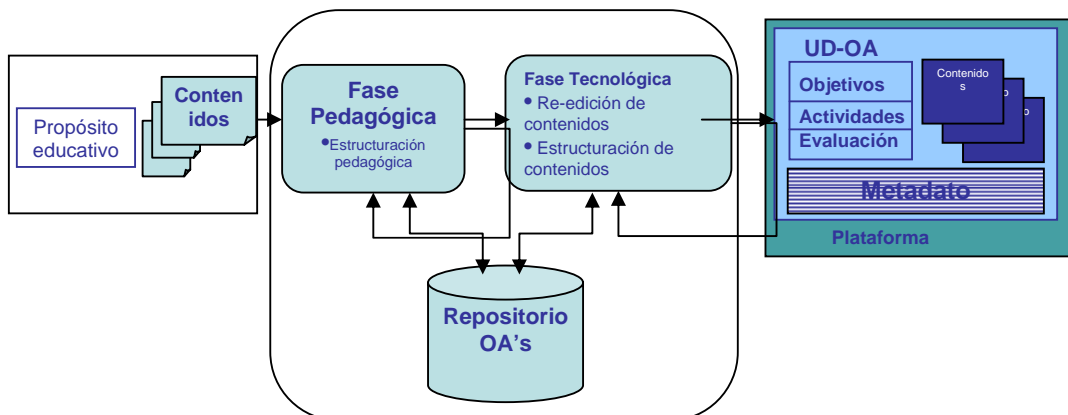 Propósito
educativo
Conten
idos
Fase
Pedagógica
•Estructuración
pedagógica
Fase Tecnológica
• Re-edición de
contenidos
• Estructuración de
contenidos
Repositorio
OA's
UD-OA
Objetivos
Actividades
Evaluación
Contenido
s
o
o
Metadato
Plataforma